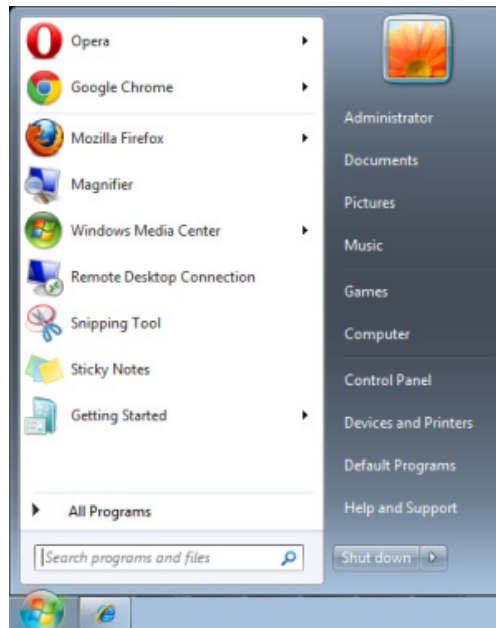 Opera
Google Chrome
Mozilla Firefox
Magnifier
Windows Media Center
Remote Desktop Connection
Snipping Tool
Sticky Notes
Getting Started
All Programs
Search programs and files
Administrator
Documents
Pictures
Music
Games
Computer
Control Panel
Devices and Printers
Default Programs
Help and Support
Shut down